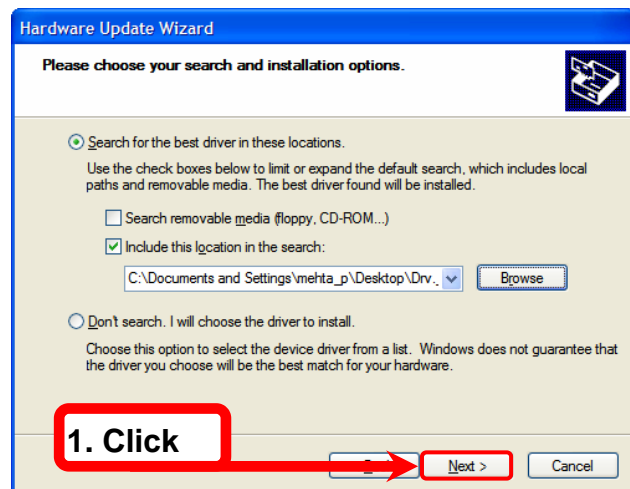 Hardware Update Wizard
Please choose your search and installation options.
Search for the best driver in these locations.
Use the check boxes below to limit or expand the default search, which includes local
paths and removable media. The best driver found will be installed.
Search removable media (floppy, CD-ROM...)
Include this location in the search:
C:\Documents and Settings\mehta_p\Desktop\Drv._
Browse
Don't search. I will choose the driver to install.
Choose this option to select the device driver from a list. Windows does not guarantee that
the driver you choose will be the best match for your hardware.
1. Click
Next >
Cancel